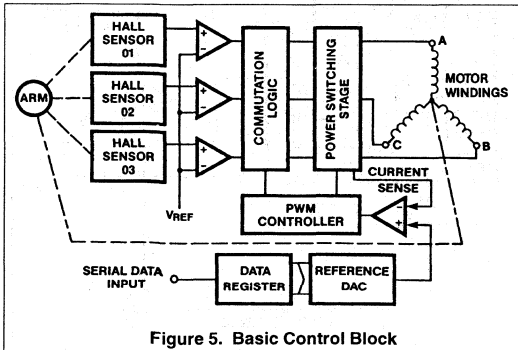 HALL
SENSOR
01
HALL
SENSOR
02
HALL
SENSOR
03
ARM
+
−
+
−
+
−
VREF
COMMUTATION
LOGIC
POWER SWITCHING
STAGE
A
MOTOR
WINDINGS
C
B
CURRENT
SENSE
PWM
CONTROLLER
−
+
SERIAL DATA
INPUT
DATA
REGISTER
REFERENCE
DAC
Figure 5. Basic Control Block